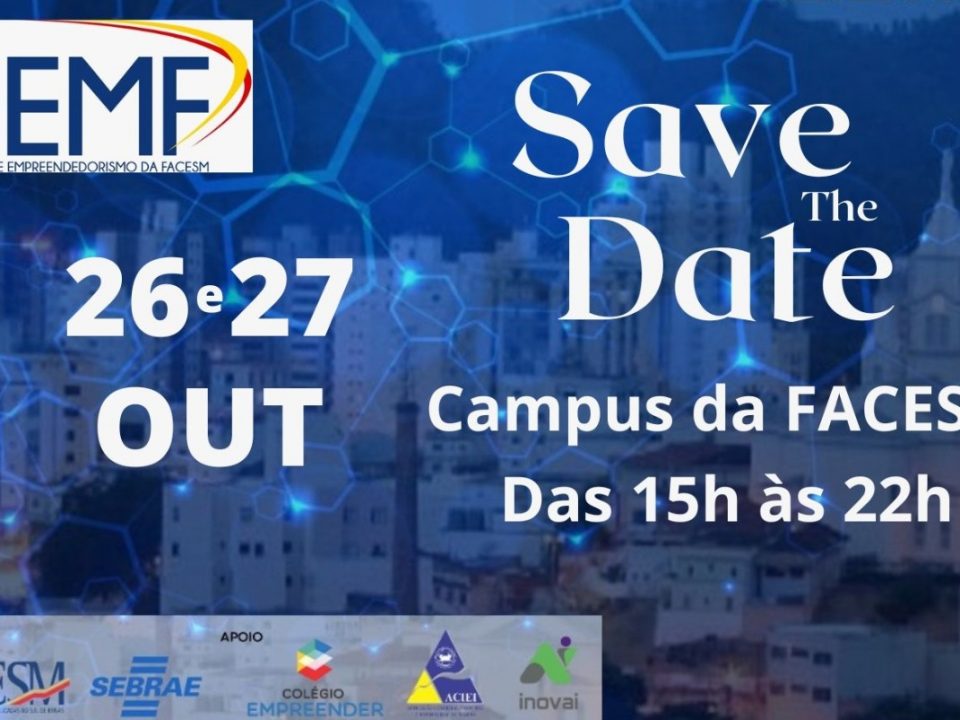 EMF
E EMPREENDEDORISMO DA FACESM
Save
The
Date
26 e 27
OUT
Campus da FACES
Das 15h às 22h
APOIO
ESM
SEBRAE
COLÉGIO
EMPREENDER
ACIEI
inovai